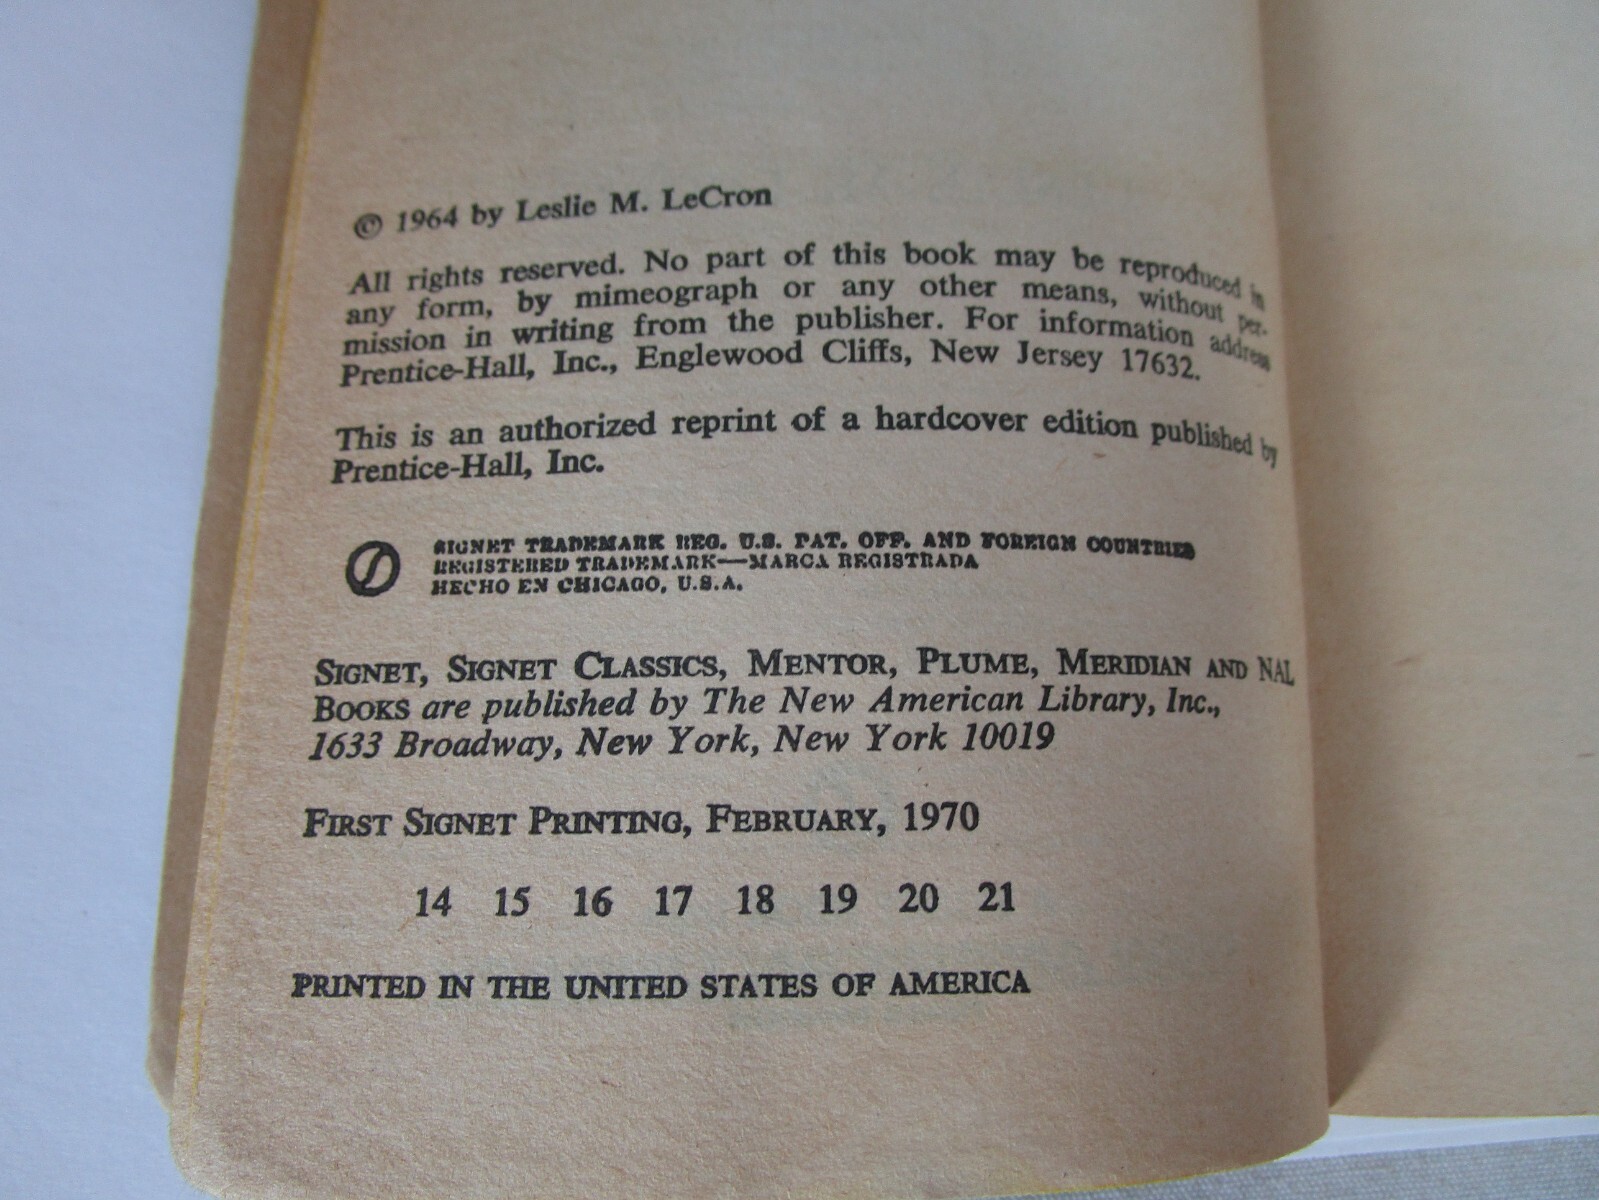 © 1964 by Leslie M. LeCron
All rights reserved. No part of this book may be reproduced in
any form, by mimeograph or any other means, without per-
mission in writing from the publisher. For information address
Prentice-Hall, Inc., Englewood Cliffs, New Jersey 17632.
This is an authorized reprint of a hardcover edition published by
Prentice-Hall, Inc.
SIGNET TRADEMARK REG. U.S. PAT. OFF. AND FOREIGN COUNTRIES
REGISTERED TRADEMARK—MARCA REGISTRADA
HECHO EN CHICAGO, U.S.A.
SIGNET, SIGNET CLASSICS, MENTOR, PLUME, MERIDIAN AND NAL
BOOKS are published by The New American Library, Inc.,
1633 Broadway, New York, New York 10019
FIRST SIGNET PRINTING, FEBRUARY, 1970
14 15 16 17 18 19 20 21
PRINTED IN THE UNITED STATES OF AMERICA